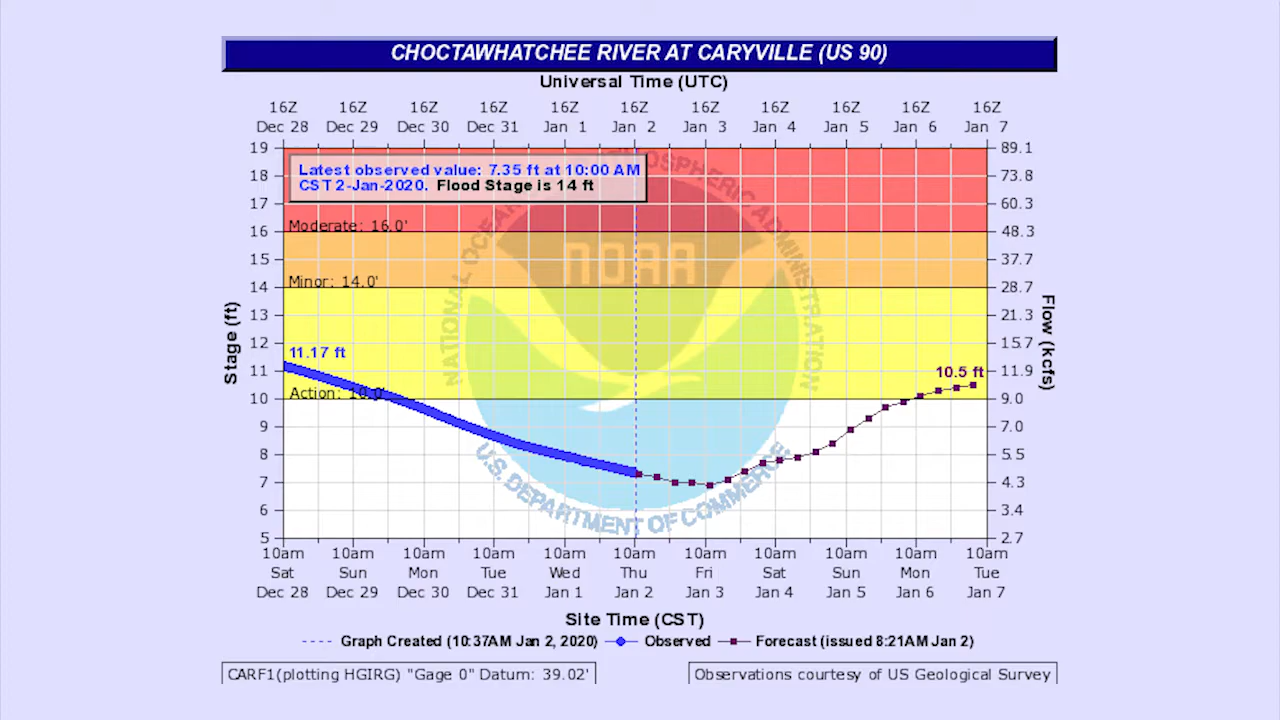 CHOCTAWHATCHEE RIVER AT CARYVILLE (US 90)
Universal Time (UTC)
16Z 16Z 16Z 16Z 16Z 16Z 16Z 16Z 16Z 16Z 16Z
Dec 28 Dec 29 Dec 30 Dec 31 Jan 1 Jan 2 Jan 3 Jan 4 Jan 5 Jan 6 Jan 7
19 89.1
Latest observed value: 7.35 ft at 10:00 AM
CST 2-Jan-2020. Flood Stage is 14 ft
18 73.8
17 60.3
Moderate: 16.0'
16 48.3
15 37.7
Minor: 14.0'
14 28.7
13 21.3
12 15.7
11.17 ft
11 11.9
10.5 ft
Action: 10.0'
10 9.0
9 7.0
8 5.5
7 4.3
6 3.4
5 2.7
Stage (ft)
Flow (kcfs)
NATIONAL OCEANIC AND ATMOSPHERIC ADMINISTRATION
NOAA
U.S. DEPARTMENT OF COMMERCE
10am 10am 10am 10am 10am 10am 10am 10am 10am 10am 10am
Sat Sun Mon Tue Wed Thu Fri Sat Sun Mon Tue
Dec 28 Dec 29 Dec 30 Dec 31 Jan 1 Jan 2 Jan 3 Jan 4 Jan 5 Jan 6 Jan 7
Site Time (CST)
Graph Created (10:37AM Jan 2, 2020) Observed Forecast (issued 8:21AM Jan 2)
CARF1(plotting HGIRG) "Gage 0" Datum: 39.02'
Observations courtesy of US Geological Survey